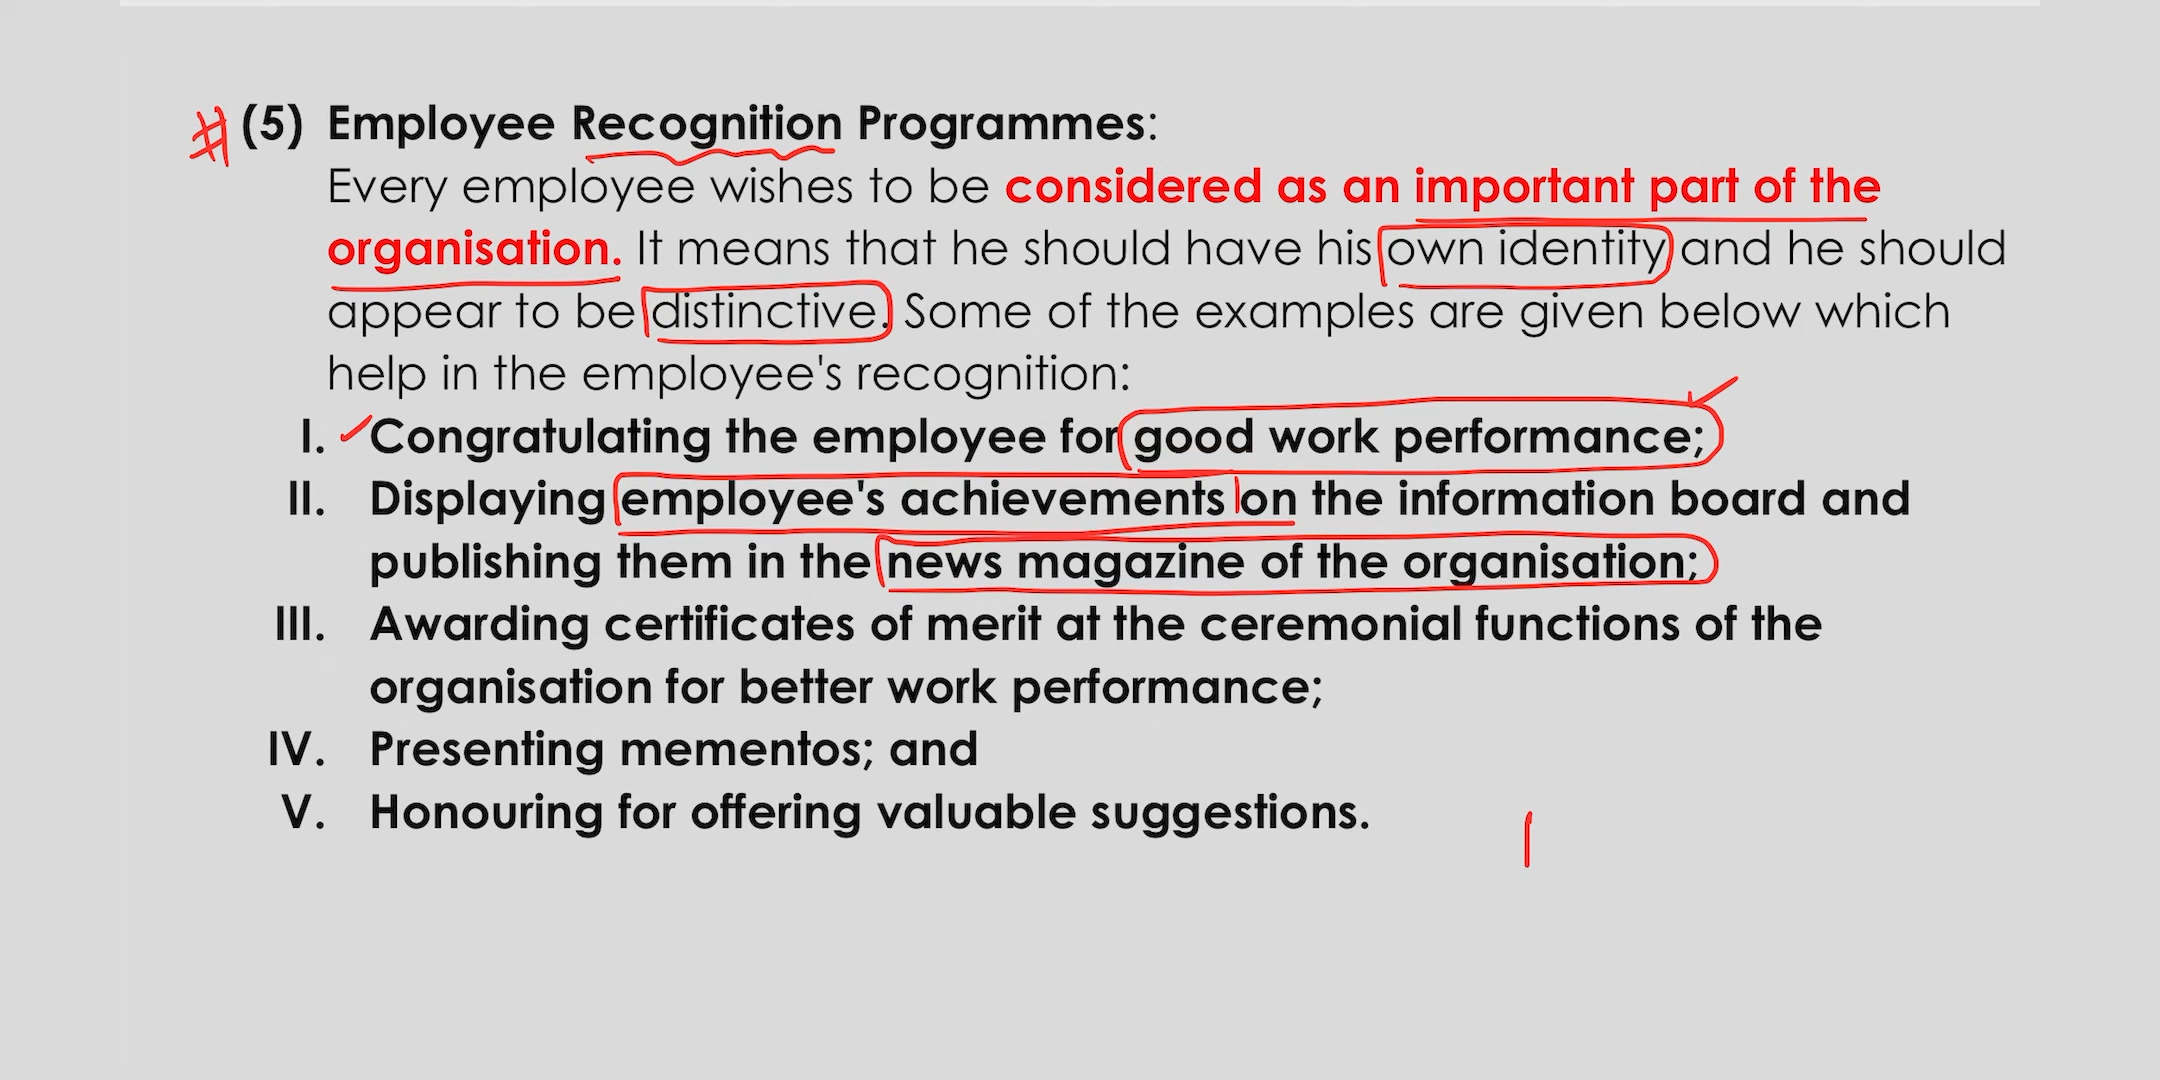 # (5) Employee Recognition Programmes:
Every employee wishes to be considered as an important part of the
organisation. It means that he should have his own identity and he should
appear to be distinctive. Some of the examples are given below which
help in the employee's recognition:
I. Congratulating the employee for good work performance;
II. Displaying employee's achievements on the information board and
publishing them in the news magazine of the organisation;
III. Awarding certificates of merit at the ceremonial functions of the
organisation for better work performance;
IV. Presenting mementos; and
V. Honouring for offering valuable suggestions.